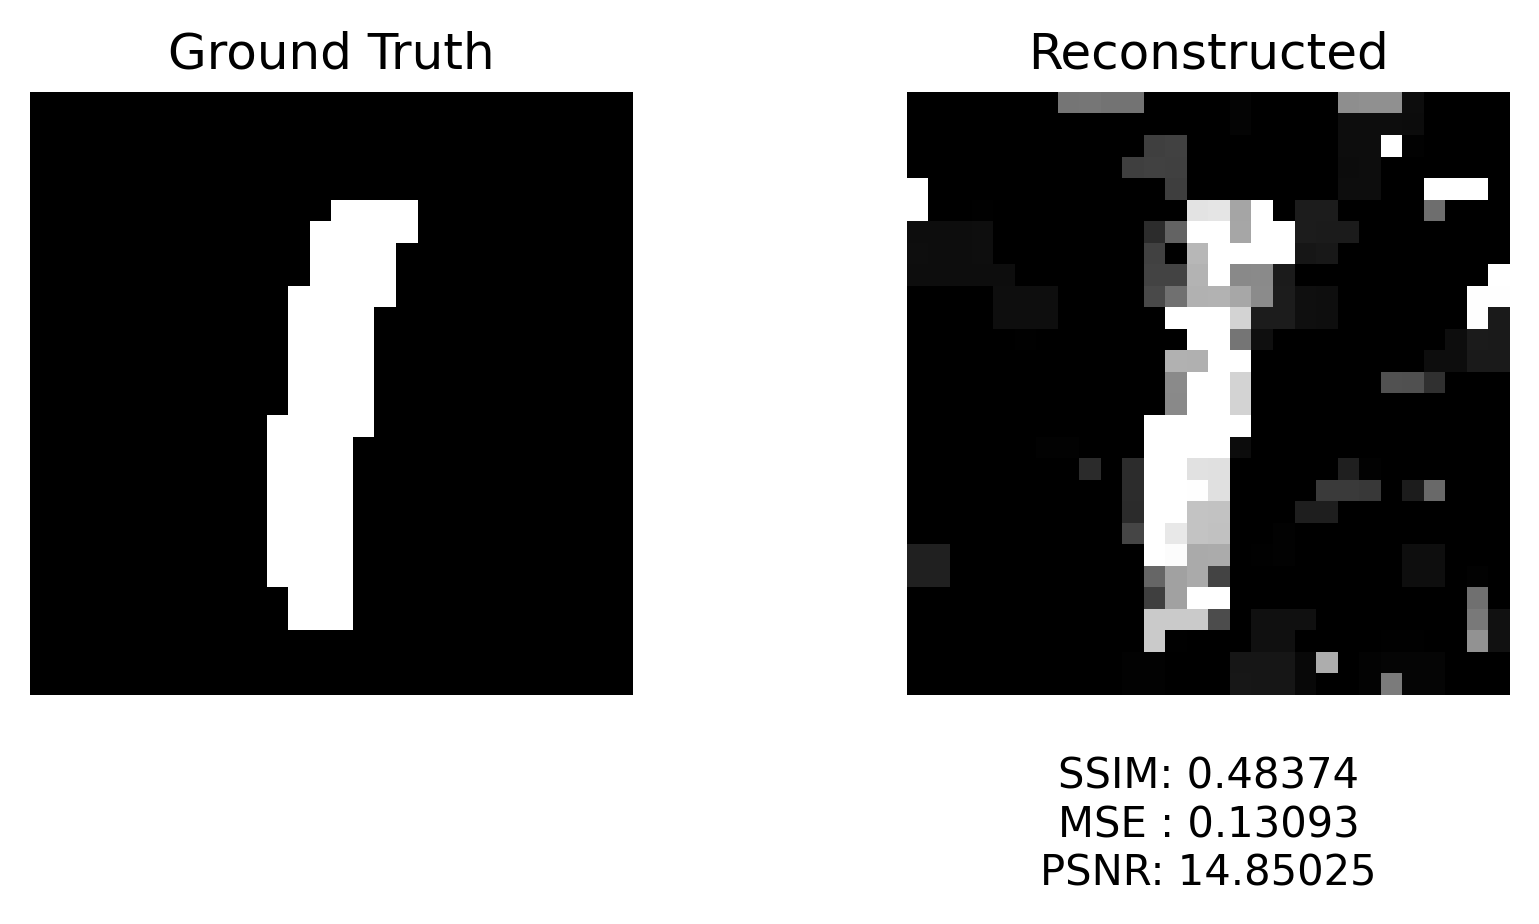 Ground Truth
Reconstructed
SSIM: 0.48374
MSE : 0.13093
PSNR: 14.85025